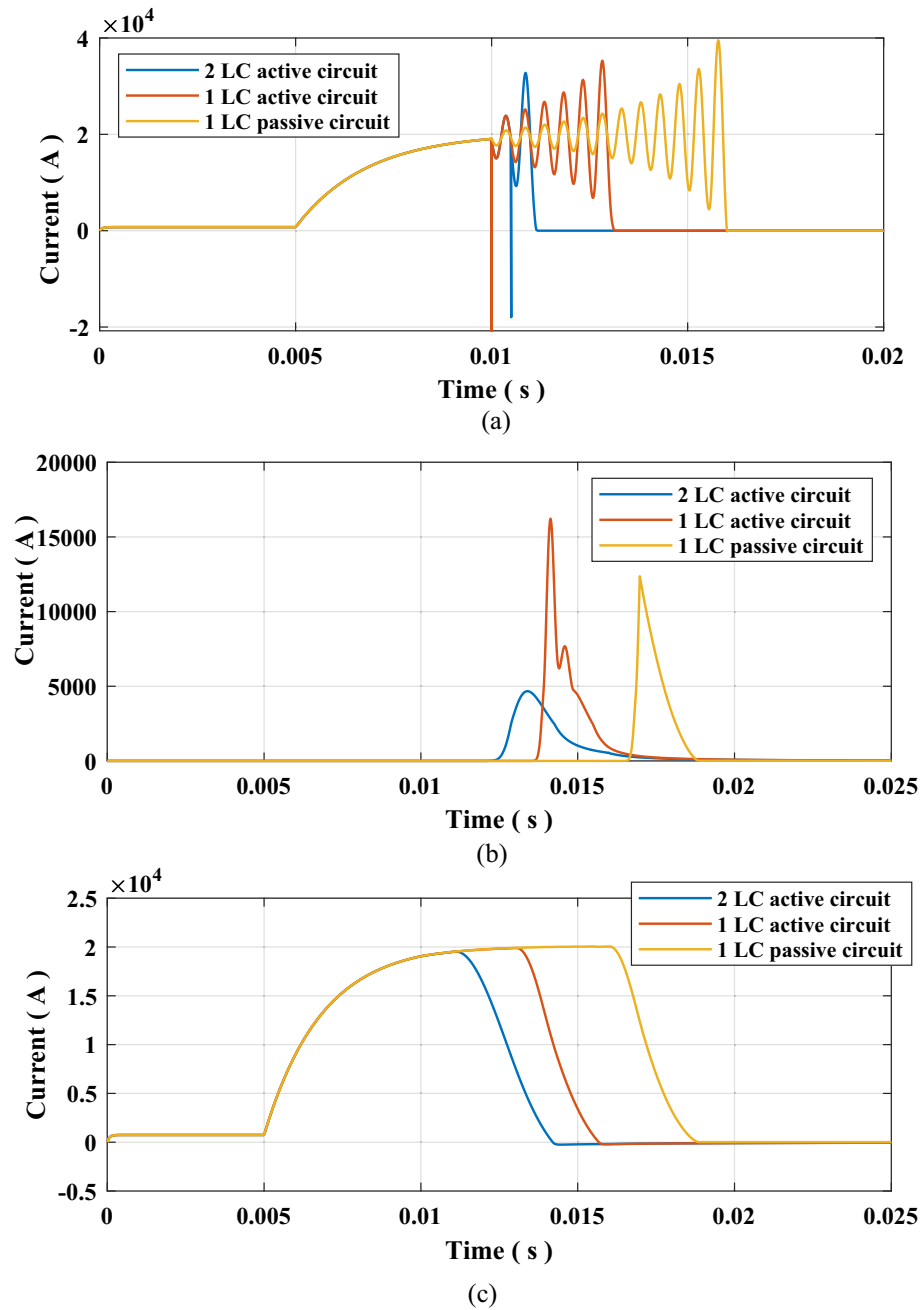 ×10⁴
4
2
0
-2
0
0.005
0.01
0.015
0.02
Current ( A )
2 LC active circuit
1 LC active circuit
1 LC passive circuit
Time ( s )
(a)
20000
15000
10000
5000
0
0
0.005
0.01
0.015
0.02
0.025
Current ( A )
2 LC active circuit
1 LC active circuit
1 LC passive circuit
Time ( s )
(b)
×10⁴
2.5
2
0.5
1
0.5
0
-0.5
0
0.005
0.01
0.015
0.02
0.025
Current ( A )
2 LC active circuit
1 LC active circuit
1 LC passive circuit
Time ( s )
(c)